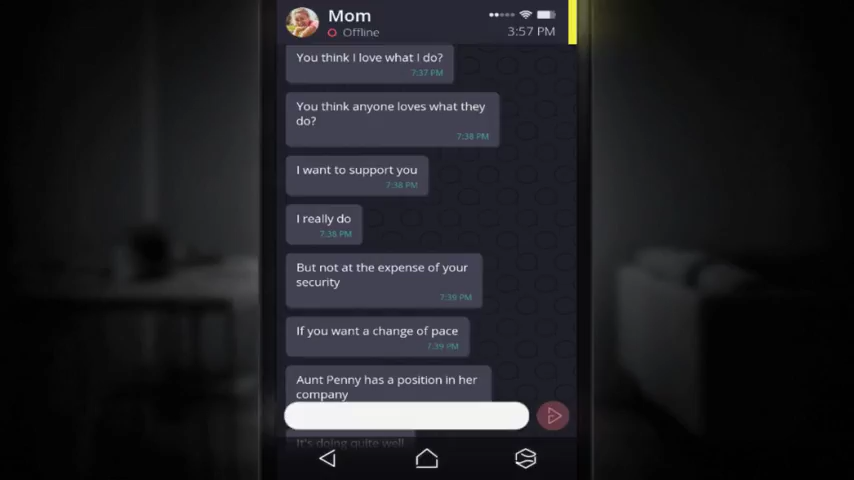 Mom
Offline
3:57 PM
You think I love what I do?
7:37 PM
You think anyone loves what they
do?
7:38 PM
I want to support you
7:38 PM
I really do
7:38 PM
But not at the expense of your
security
7:39 PM
If you want a change of pace
7:39 PM
Aunt Penny has a position in her
company
It's doing quite well